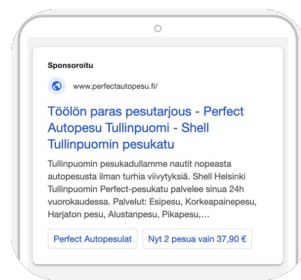 Sponsoroitu
www.perfectautopesu.fi/
Töölön paras pesutarjous - Perfect
Autopesu Tullinpuomi - Shell
Tullinpuomin pesukatu
Tullinpuomin pesukadullamme nautit nopeasta
autopesusta ilman turhia viivytyksiä. Shell Helsinki
Tullinpuomin Perfect-pesukatu palvelee sinua 24h
vuorokaudessa. Palvelut: Esipesu, Korkeapainepesu,
Harjaton pesu, Alustanpesu, Pikapesu,...
Perfect Autopesulat
Nyt 2 pesua vain 37,90 €